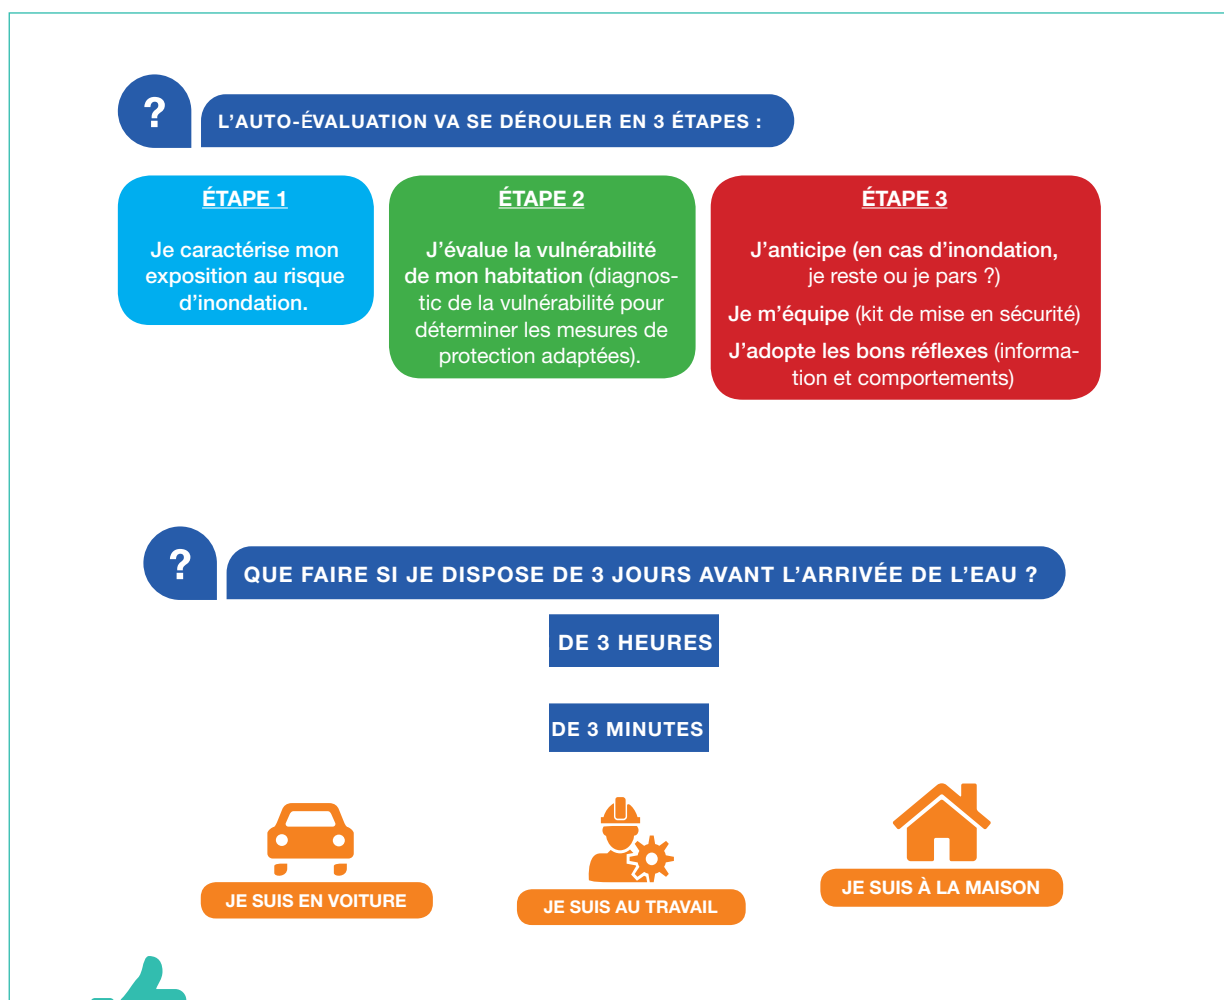 ?
L'AUTO-ÉVALUATION VA SE DÉROULER EN 3 ÉTAPES :
ÉTAPE 1
Je caractérise mon
exposition au risque
d'inondation.
ÉTAPE 2
J'évalue la vulnérabilité
de mon habitation (diagnos-
tic de la vulnérabilité pour
déterminer les mesures de
protection adaptées).
ÉTAPE 3
J'anticipe (en cas d'inondation,
je reste ou je pars ?)
Je m'équipe (kit de mise en sécurité)
J'adopte les bons réflexes (informa-
tion et comportements)
?
QUE FAIRE SI JE DISPOSE DE 3 JOURS AVANT L'ARRIVÉE DE L'EAU ?
DE 3 HEURES
DE 3 MINUTES
JE SUIS EN VOITURE
JE SUIS AU TRAVAIL
JE SUIS À LA MAISON